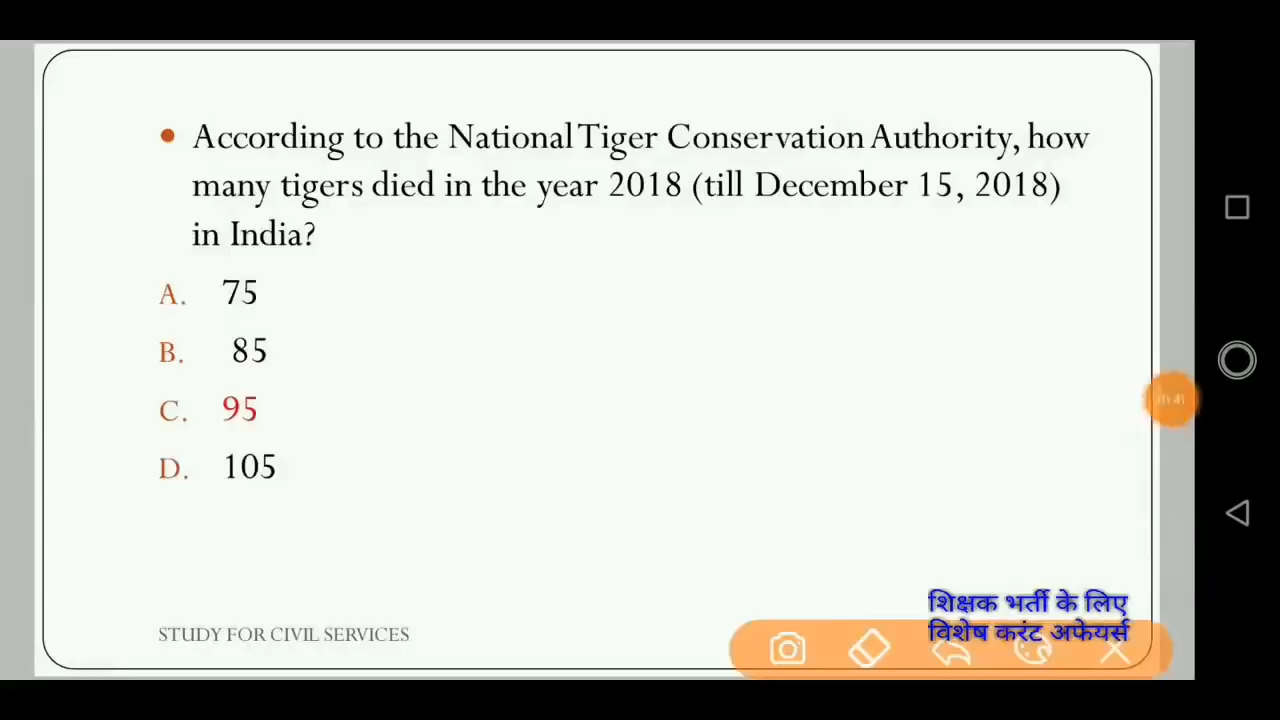 According to the National Tiger Conservation Authority, how
many tigers died in the year 2018 (till December 15, 2018)
in India?
A. 75
B. 85
C. 95
D. 105
शिक्षक भर्ती के लिए
विशेष करंट अफेयर्स
STUDY FOR CIVIL SERVICES